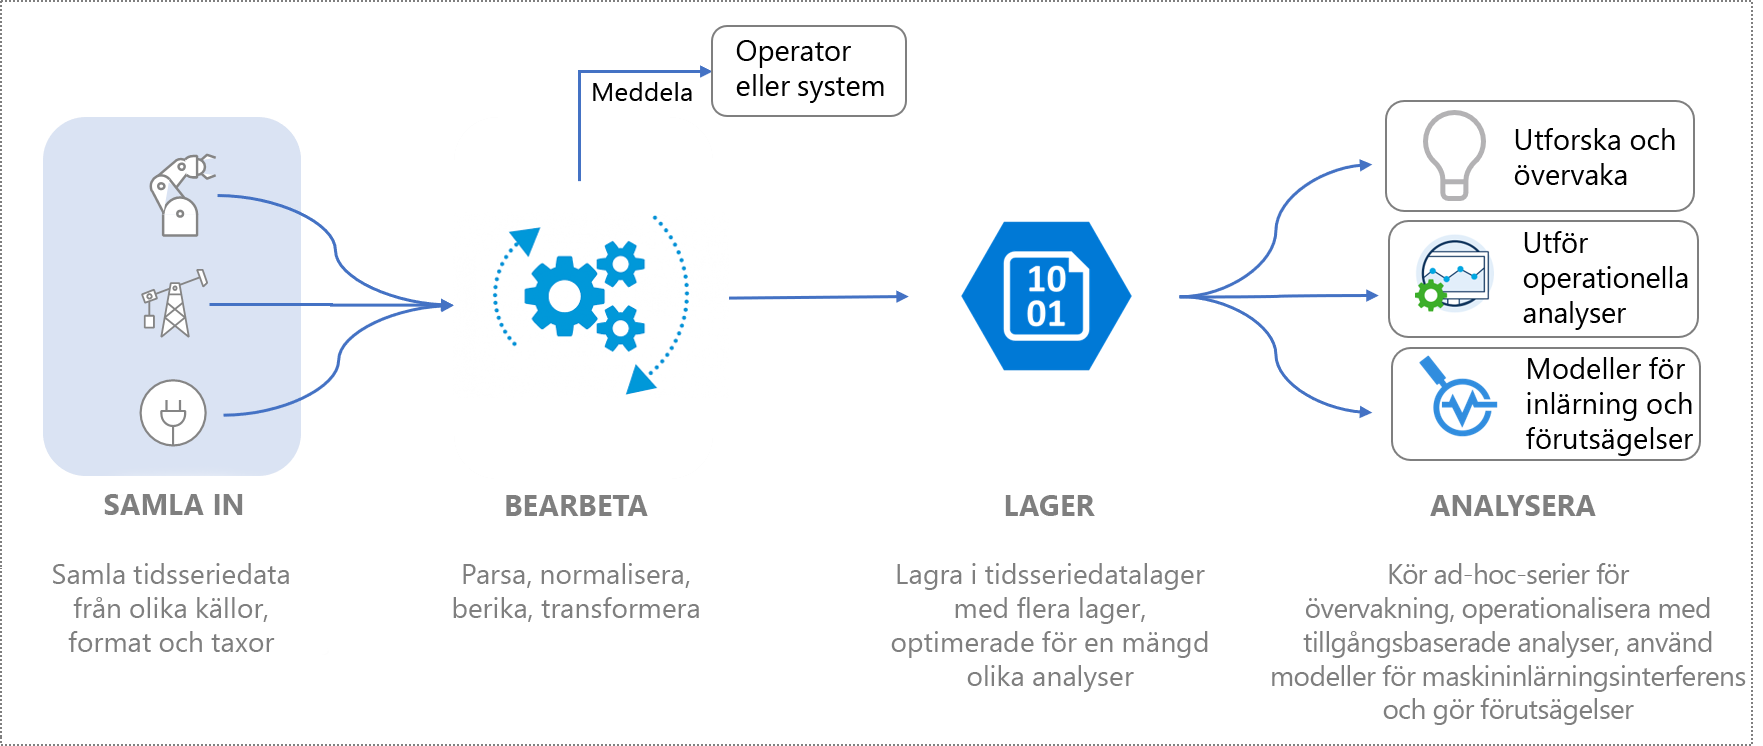 Operator
eller system
Meddela
Utforska och
övervaka
Utför
operationella
analyser
10
01
Modeller för
inlärning och
förutsägelser
SAMLA IN
BEARBETA
LAGER
ANALYSERA
Samla tidsseriedata
från olika källor,
format och taxor
Parsa, normalisera,
berika, transformera
Lagra i tidsseriedatalager
med flera lager,
optimerade för en mängd
olika analyser
Kör ad-hoc-serier för
övervakning, operationalisera med
tillgångsbaserade analyser, använd
modeller för maskininlärningsinterferens
och gör förutsägelser